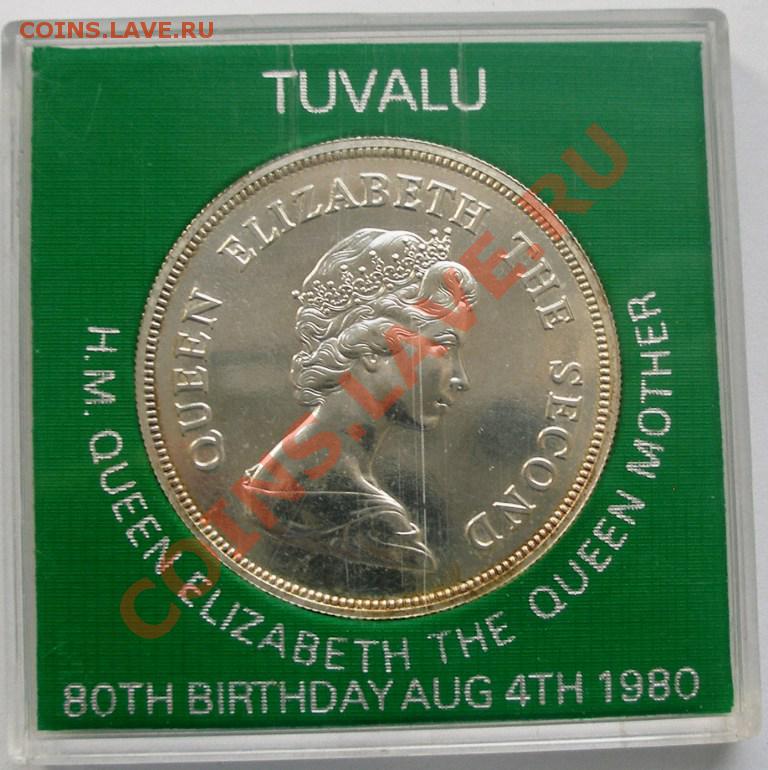 COINS.LAVE.RU
TUVALU
QUEEN ELIZABETH THE SECOND
H.M. QUEEN ELIZABETH THE QUEEN MOTHER
80TH BIRTHDAY AUG 4TH 1980
COINS.LAVE.RU